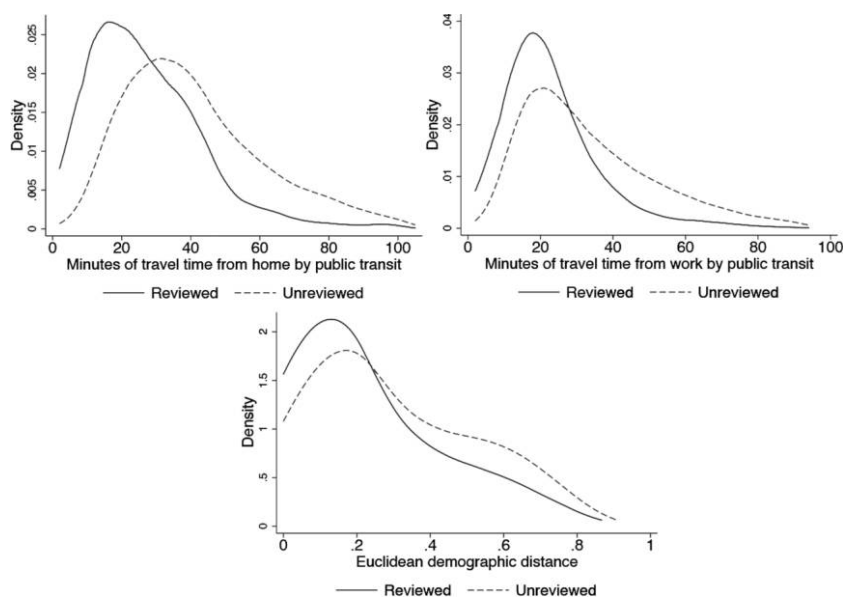 .025
.02
.015
.01
.005
0
Density
0 20 40 60 80 100
Minutes of travel time from home by public transit
Reviewed Unreviewed
.04
.03
.02
.01
0
Density
0 20 40 60 80 100
Minutes of travel time from work by public transit
Reviewed Unreviewed
2
1.5
1
.5
0
Density
0 .2 .4 .6 .8 1
Euclidean demographic distance
Reviewed Unreviewed